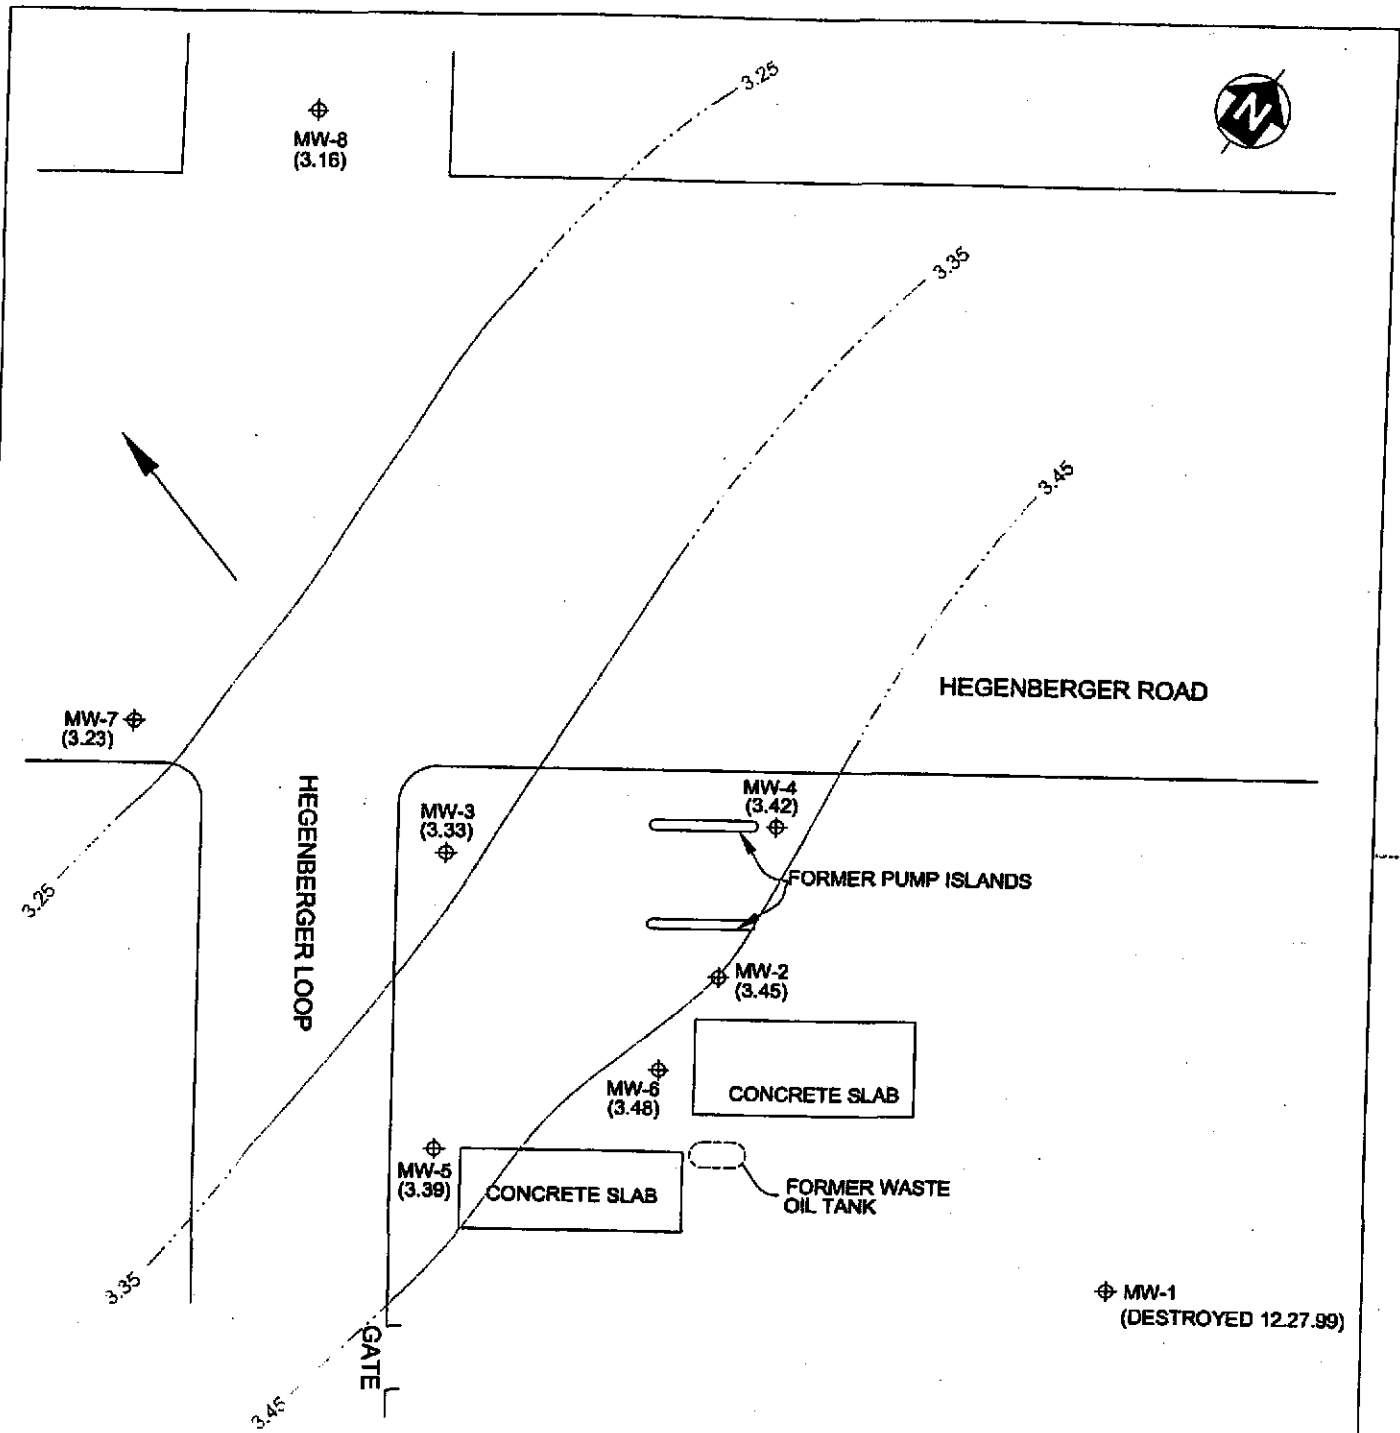 3.25
N
MW-8
(3.16)
3.35
3.45
HEGENBERGER ROAD
MW-7
(3.23)
HEGENBERGER LOOP
MW-3
(3.33)
MW-4
(3.42)
FORMER PUMP ISLANDS
3.25
MW-2
(3.45)
MW-6
(3.48)
CONCRETE SLAB
MW-5
(3.39)
CONCRETE SLAB
FORMER WASTE
OIL TANK
3.35
MW-1
(DESTROYED 12.27.99)
GATE
3.45